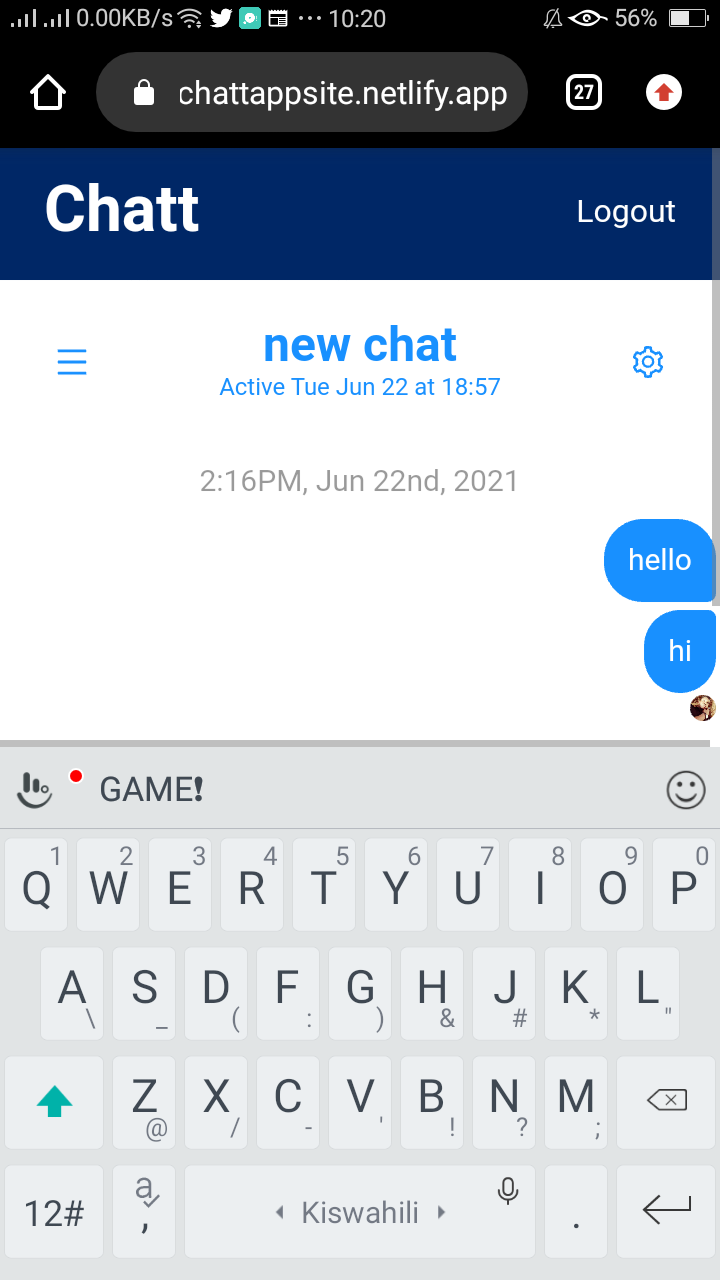 0.00KB/s ··· 10:20 56%
chattappsite.netlify.app 27
Chatt Logout
new chat
Active Tue Jun 22 at 18:57
2:16PM, Jun 22nd, 2021
hello
hi
GAME!
1 2 3 4 5 6 7 8 9 0
Q W E R T Y U I O P
A S D F G H J K L
\ _ ( : ) & # * "
Z X C V B N M
@ / - ' ! ? ;
12# a , Kiswahili .